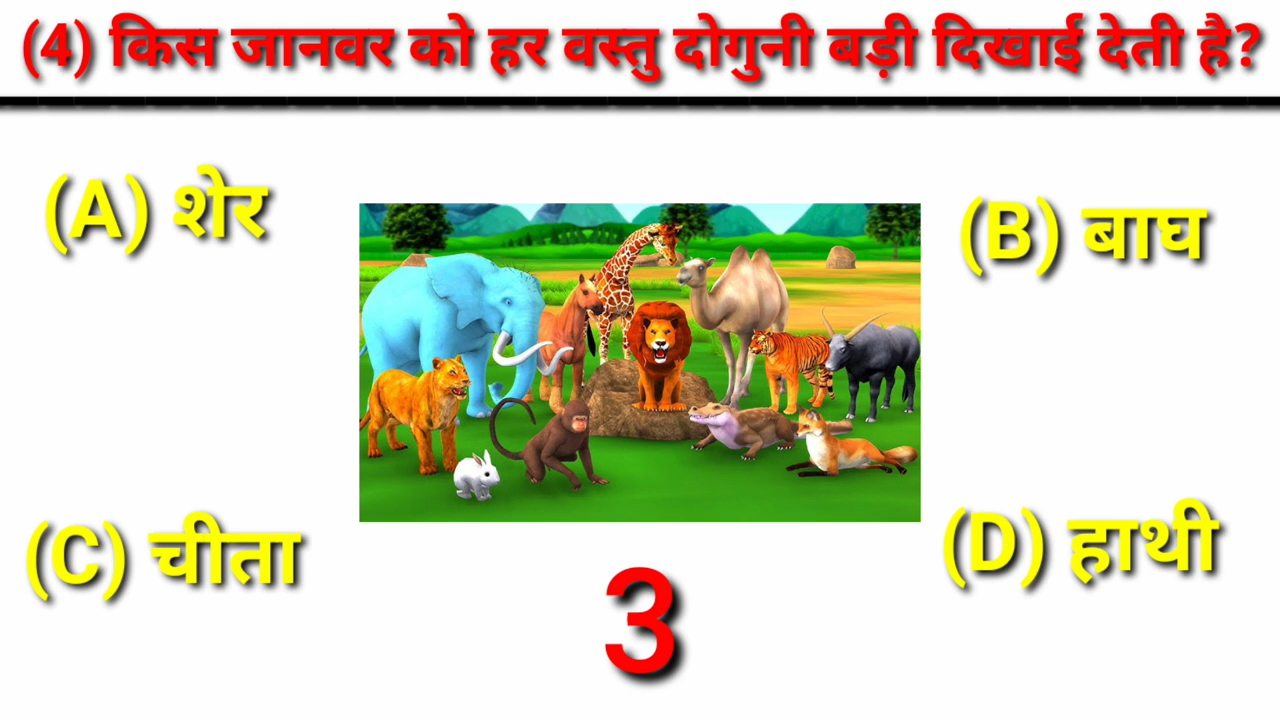 (4) किस जानवर को हर वस्तु दोगुनी बड़ी दिखाई देती है?
(A) शेर
(B) बाघ
(C) चीता
(D) हाथी
3